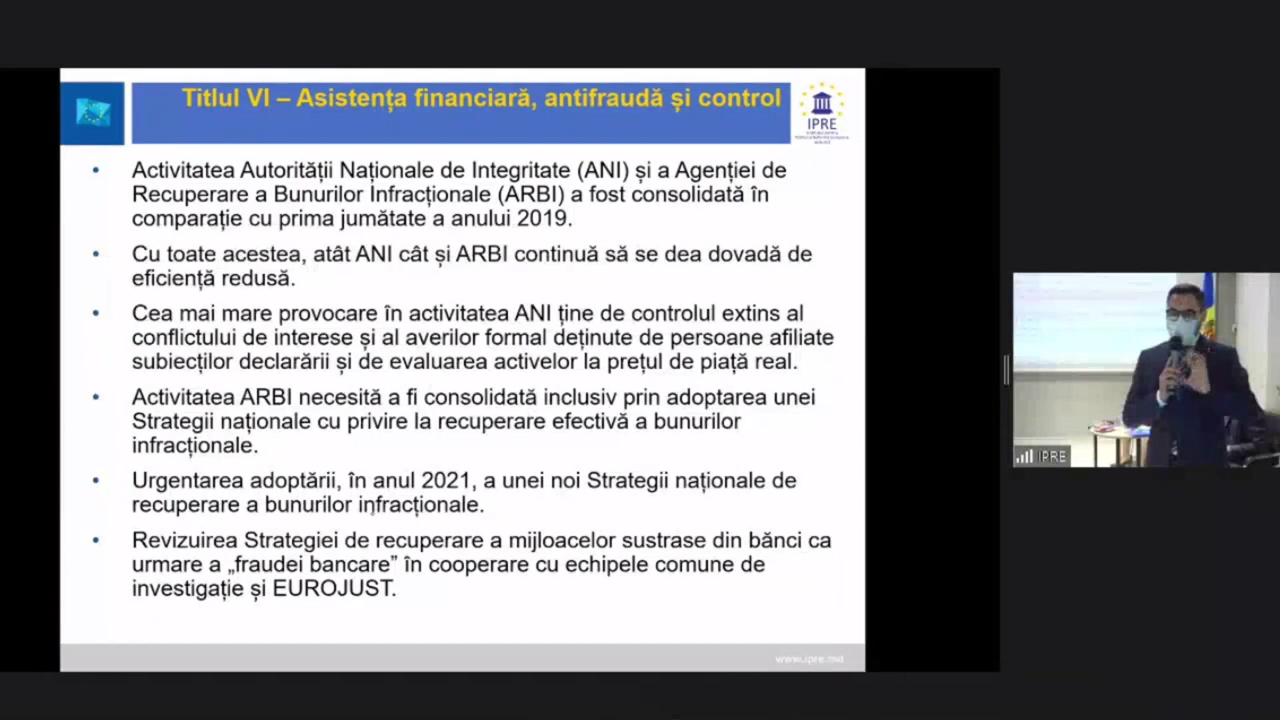 Titlul VI – Asistența financiară, antifraudă și control
IPRE
Activitatea Autorității Naționale de Integritate (ANI) și a Agenției de
Recuperare a Bunurilor Infracționale (ARBI) a fost consolidată în
comparație cu prima jumătate a anului 2019.
Cu toate acestea, atât ANI cât și ARBI continuă să se dea dovadă de
eficiență redusă.
Cea mai mare provocare în activitatea ANI ține de controlul extins al
conflictului de interese și al averilor formal deținute de persoane afiliate
subiecților declarării și de evaluarea activelor la prețul de piață real.
Activitatea ARBI necesită a fi consolidată inclusiv prin adoptarea unei
Strategii naționale cu privire la recuperare efectivă a bunurilor
infracționale.
Urgentarea adoptării, în anul 2021, a unei noi Strategii naționale de
recuperare a bunurilor infracționale.
Revizuirea Strategiei de recuperare a mijloacelor sustrase din bănci ca
urmare a „fraudei bancare” în cooperare cu echipele comune de
investigație și EUROJUST.
www.ipre.md
IPRE